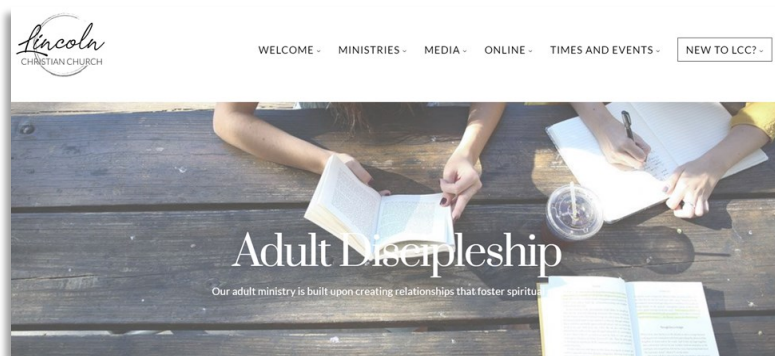 Lincoln
CHRISTIAN CHURCH
WELCOME
MINISTRIES
MEDIA
ONLINE
TIMES AND EVENTS
NEW TO LCC?
Adult Discipleship
Our adult ministry is built upon creating relationships that foster